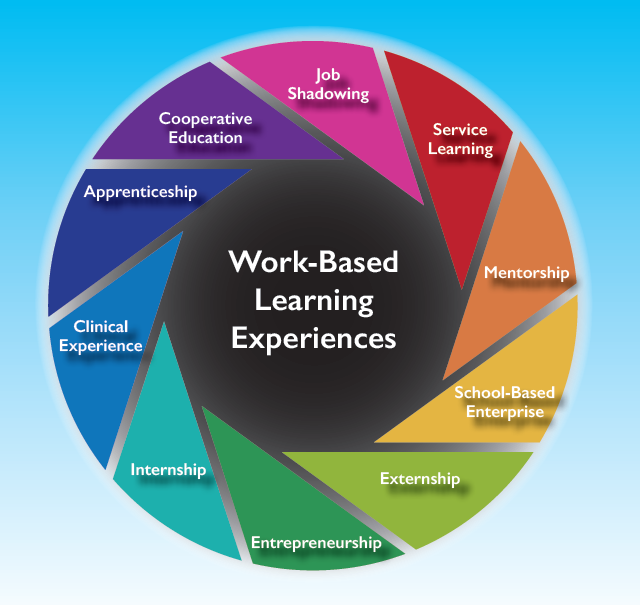 Job
Shadowing
Service
Learning
Mentorship
School-Based
Enterprise
Externship
Entrepreneurship
Internship
Clinical
Experience
Apprenticeship
Cooperative
Education
Work-Based
Learning
Experiences